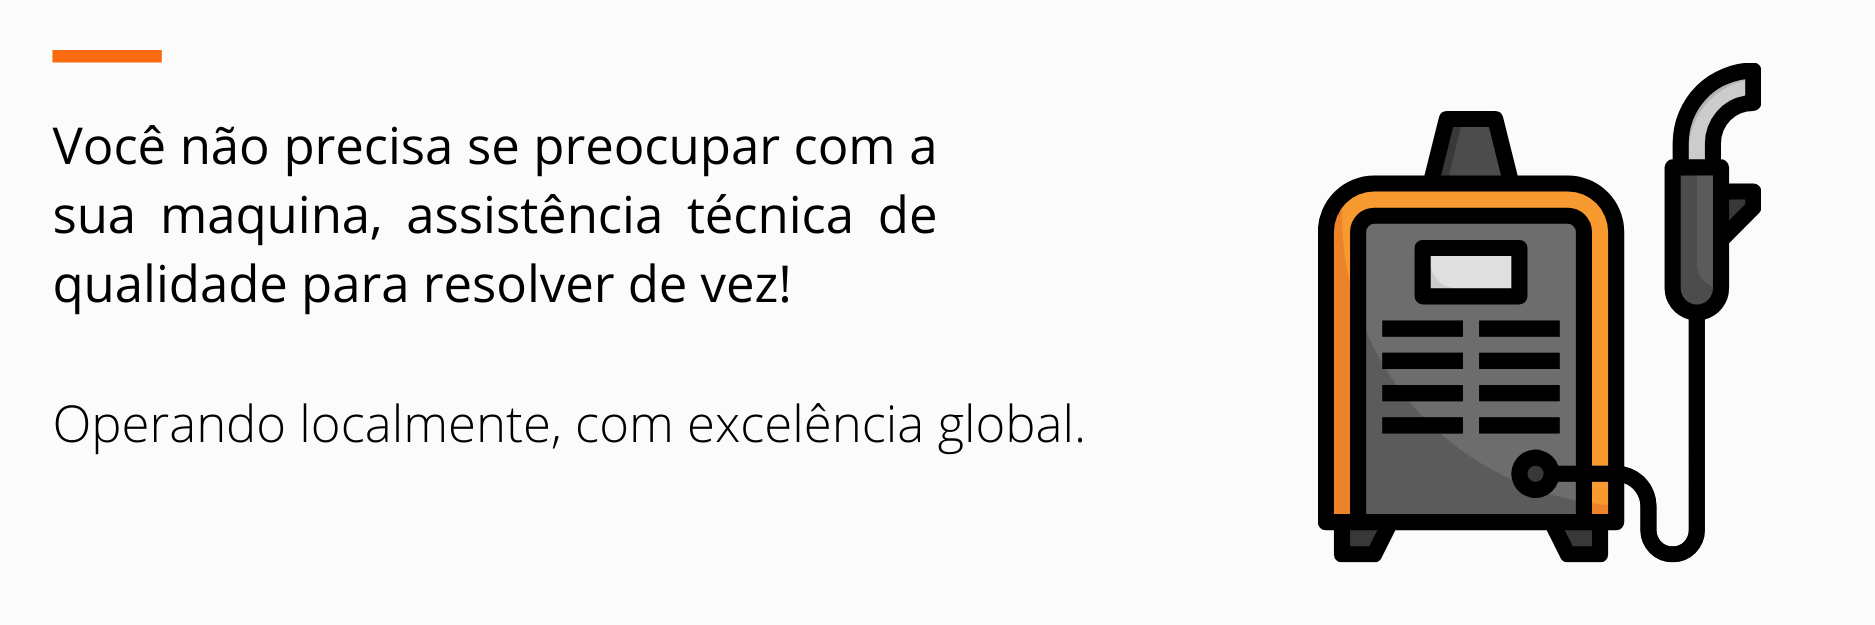 Você não precisa se preocupar com a
sua maquina, assistência técnica de
qualidade para resolver de vez!
Operando localmente, com excelência global.